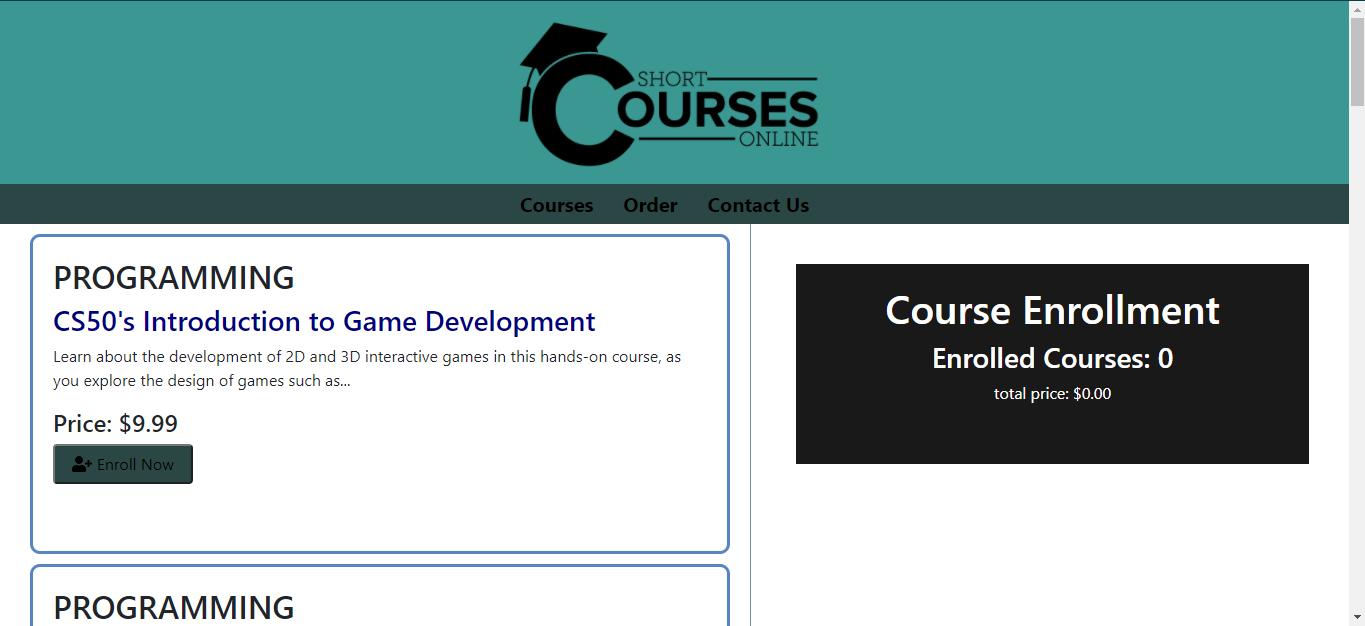 SHORT
COURSES
ONLINE
Courses Order Contact Us
PROGRAMMING
CS50's Introduction to Game Development
Learn about the development of 2D and 3D interactive games in this hands-on course, as
you explore the design of games such as...
Price: $9.99
Enroll Now
PROGRAMMING
Course Enrollment
Enrolled Courses: 0
total price: $0.00